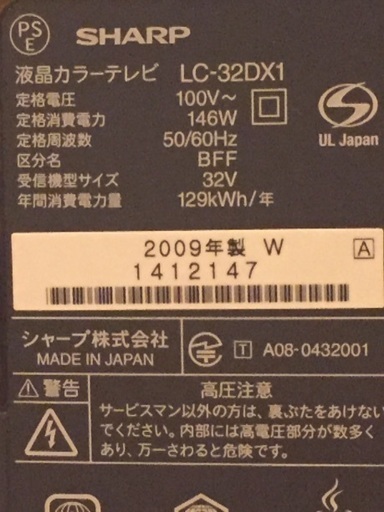 PS
E
SHARP
液晶カラーテレビ LC-32DX1
定格電圧 100V～
定格消費電力 146W
定格周波数 50/60Hz
区分名 BFF
受信機型サイズ 32V
年間消費電力量 129kWh/年
S
UL Japan
2009年製 W A
1412147
シャープ株式会社
MADE IN JAPAN
T A08-0432001
警告
高圧注意
サービスマン以外の方は、裏ぶたをあけない
でください。内部には高電圧部分が数多く
あり、万一さわると危険です。